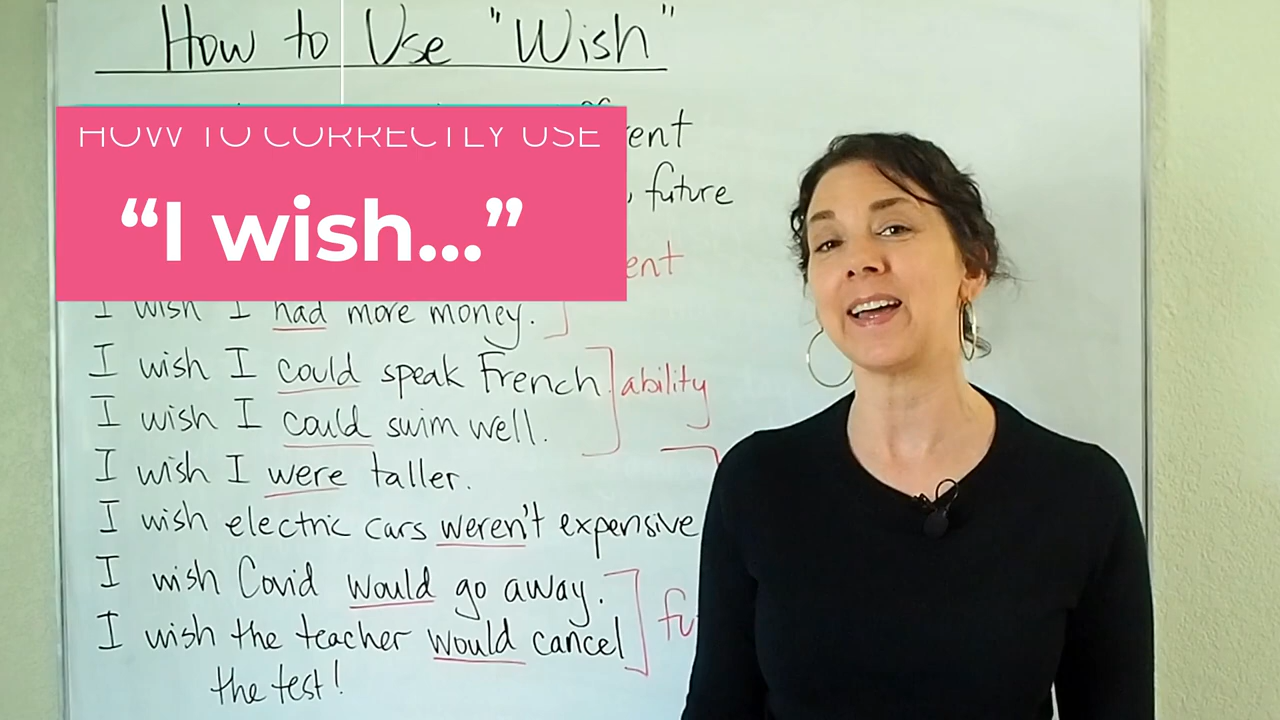 How to Use "Wish"
HOW TO CORRECTLY USE
“I wish...”
future
I wish I had more money.
I wish I could speak French. ability
I wish I could swim well.
I wish I were taller.
I wish electric cars weren't expensive
I wish Covid would go away.
I wish the teacher would cancel
the test!